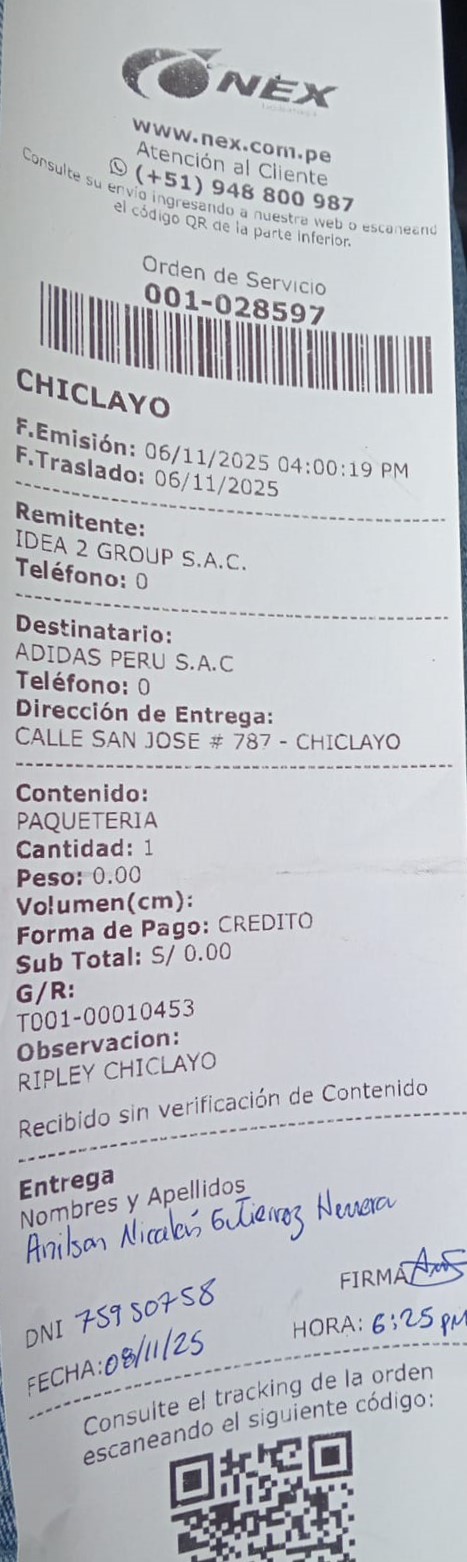 NEX
www.nex.com.pe
Atención al Cliente
(+51) 948 800 987
Consulte su envío ingresando a nuestra web o escaneand
el código QR de la parte inferior.
Orden de Servicio
001-028597
CHICLAYO
F.Emisión: 06/11/2025 04:00:19 PM
F.Traslado: 06/11/2025
Remitente:
IDEA 2 GROUP S.A.C.
Teléfono: 0
Destinatario:
ADIDAS PERU S.A.C
Teléfono: 0
Dirección de Entrega:
CALLE SAN JOSE # 787 - CHICLAYO
Contenido:
PAQUETERIA
Cantidad: 1
Peso: 0.00
Volumen(cm):
Forma de Pago: CREDITO
Sub Total: S/ 0.00
G/R:
T001-00010453
Observacion:
RIPLEY CHICLAYO
Recibido sin verificación de Contenido
Entrega
Nombres y Apellidos
Anilson Nicolás Gutierrez Herrera
FIRMA
DNI 75950758
HORA: 6:25 PM
FECHA: 08/11/25
Consulte el tracking de la orden
escaneando el siguiente código: